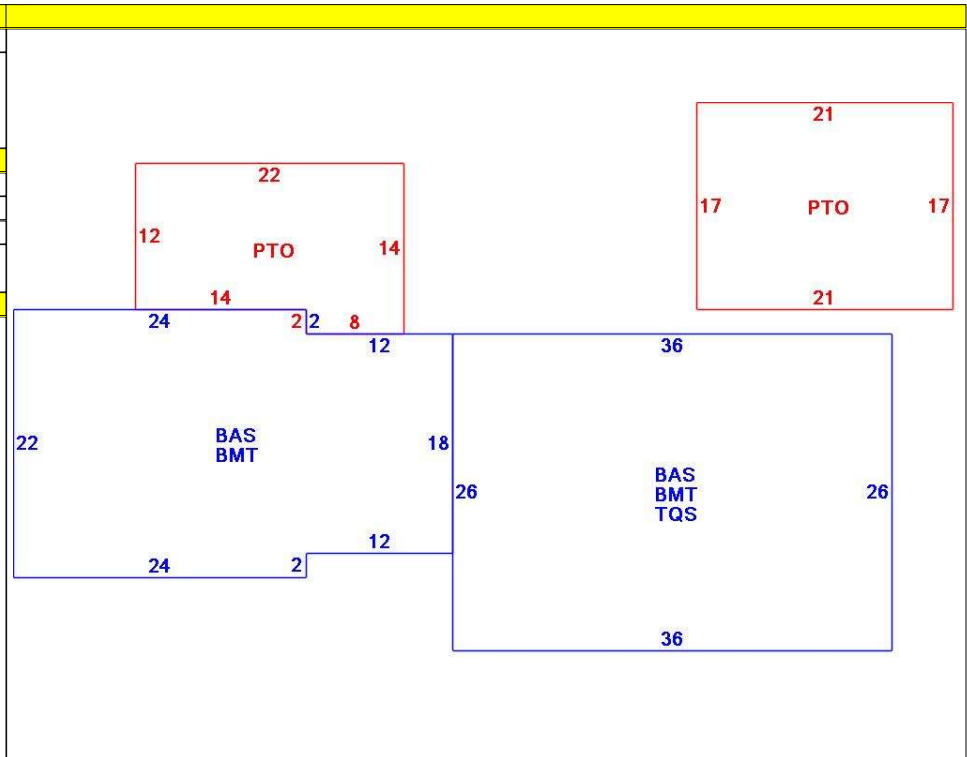 21
22
17 PTO 17
12
PTO 14
14 21
24 2 2 8
12 36
22 BAS 18
BMT
BAS
26 BMT 26
TQS
12
24 2
36